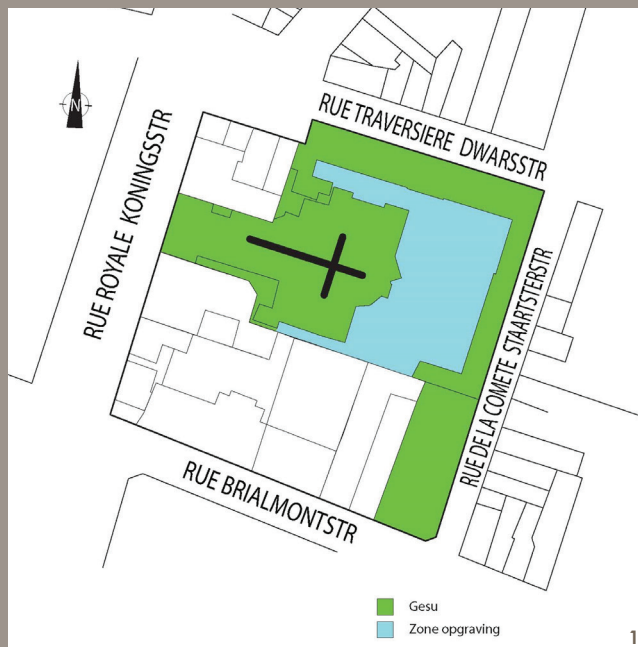 RUE TRAVERSIERE DWARSSTR
N
RUE ROYALE KONINGSSTR
RUE DE LA COMETE STAARTSTERSTR
RUE BRIALMONTSTR
Gesu
Zone opgraving
1